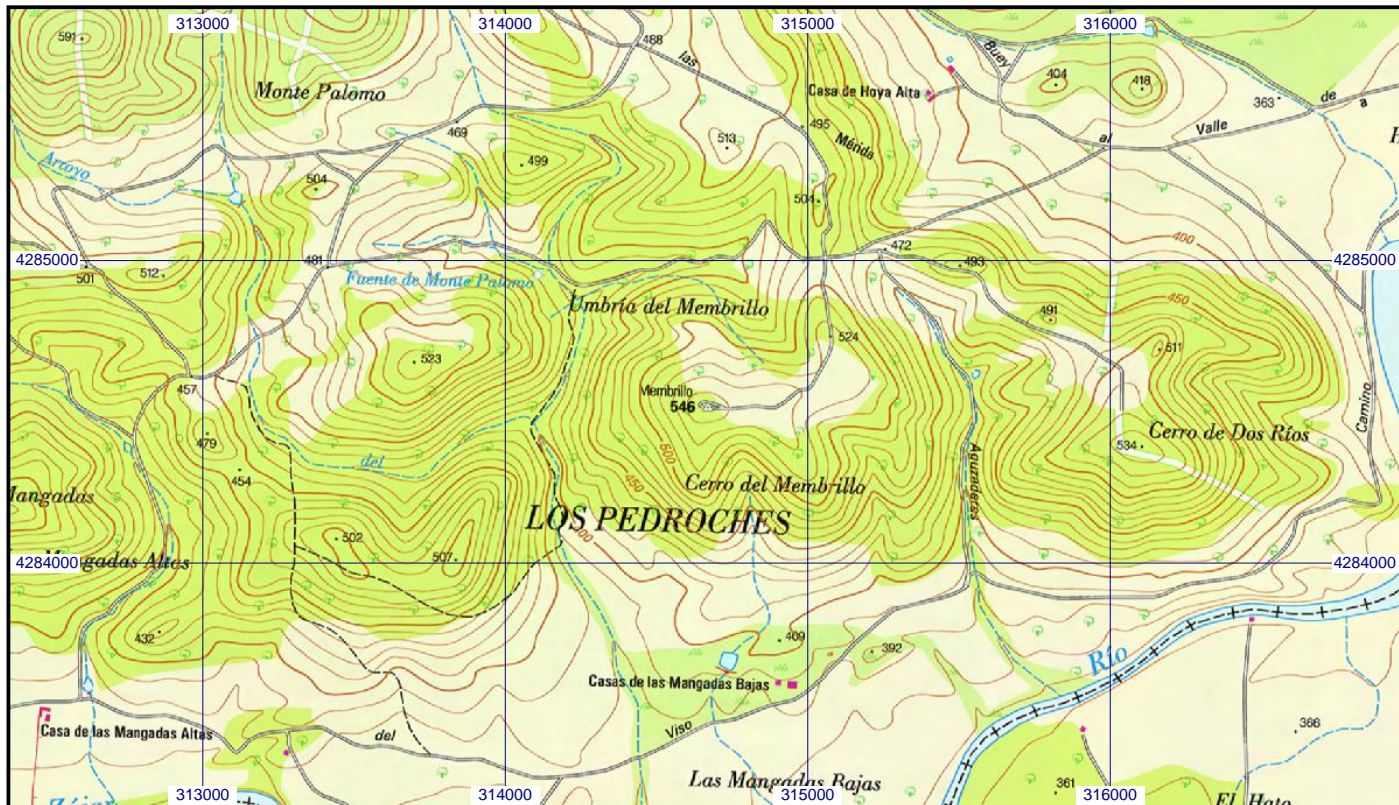 313000
314000
315000
316000
591
488
las
Buey
404
418
363
de
a
Monte Palomo
Casa de Hoya Alta
469
495
513
Mérida
al
Valle
Arroyo
499
504
504
472
400
4285000
481
493
4285000
512
501
Fuente de Monte Palomo
Umbría del Membrillo
450
491
524
511
523
457
Membrillo
546
Camino
479
534
Cerro de Dos Ríos
del
500
454
450
Cerro del Membrillo
Aguzaderas
Mangadas
LOS PEDROCHES
502
507
4284000
Mangadas Altas
4284000
432
409
392
Río
Casas de las Mangadas Bajas
Casa de las Mangadas Altas
del
Viso
366
Las Mangadas Bajas
361
Zújar
El Hato
313000
314000
315000
316000